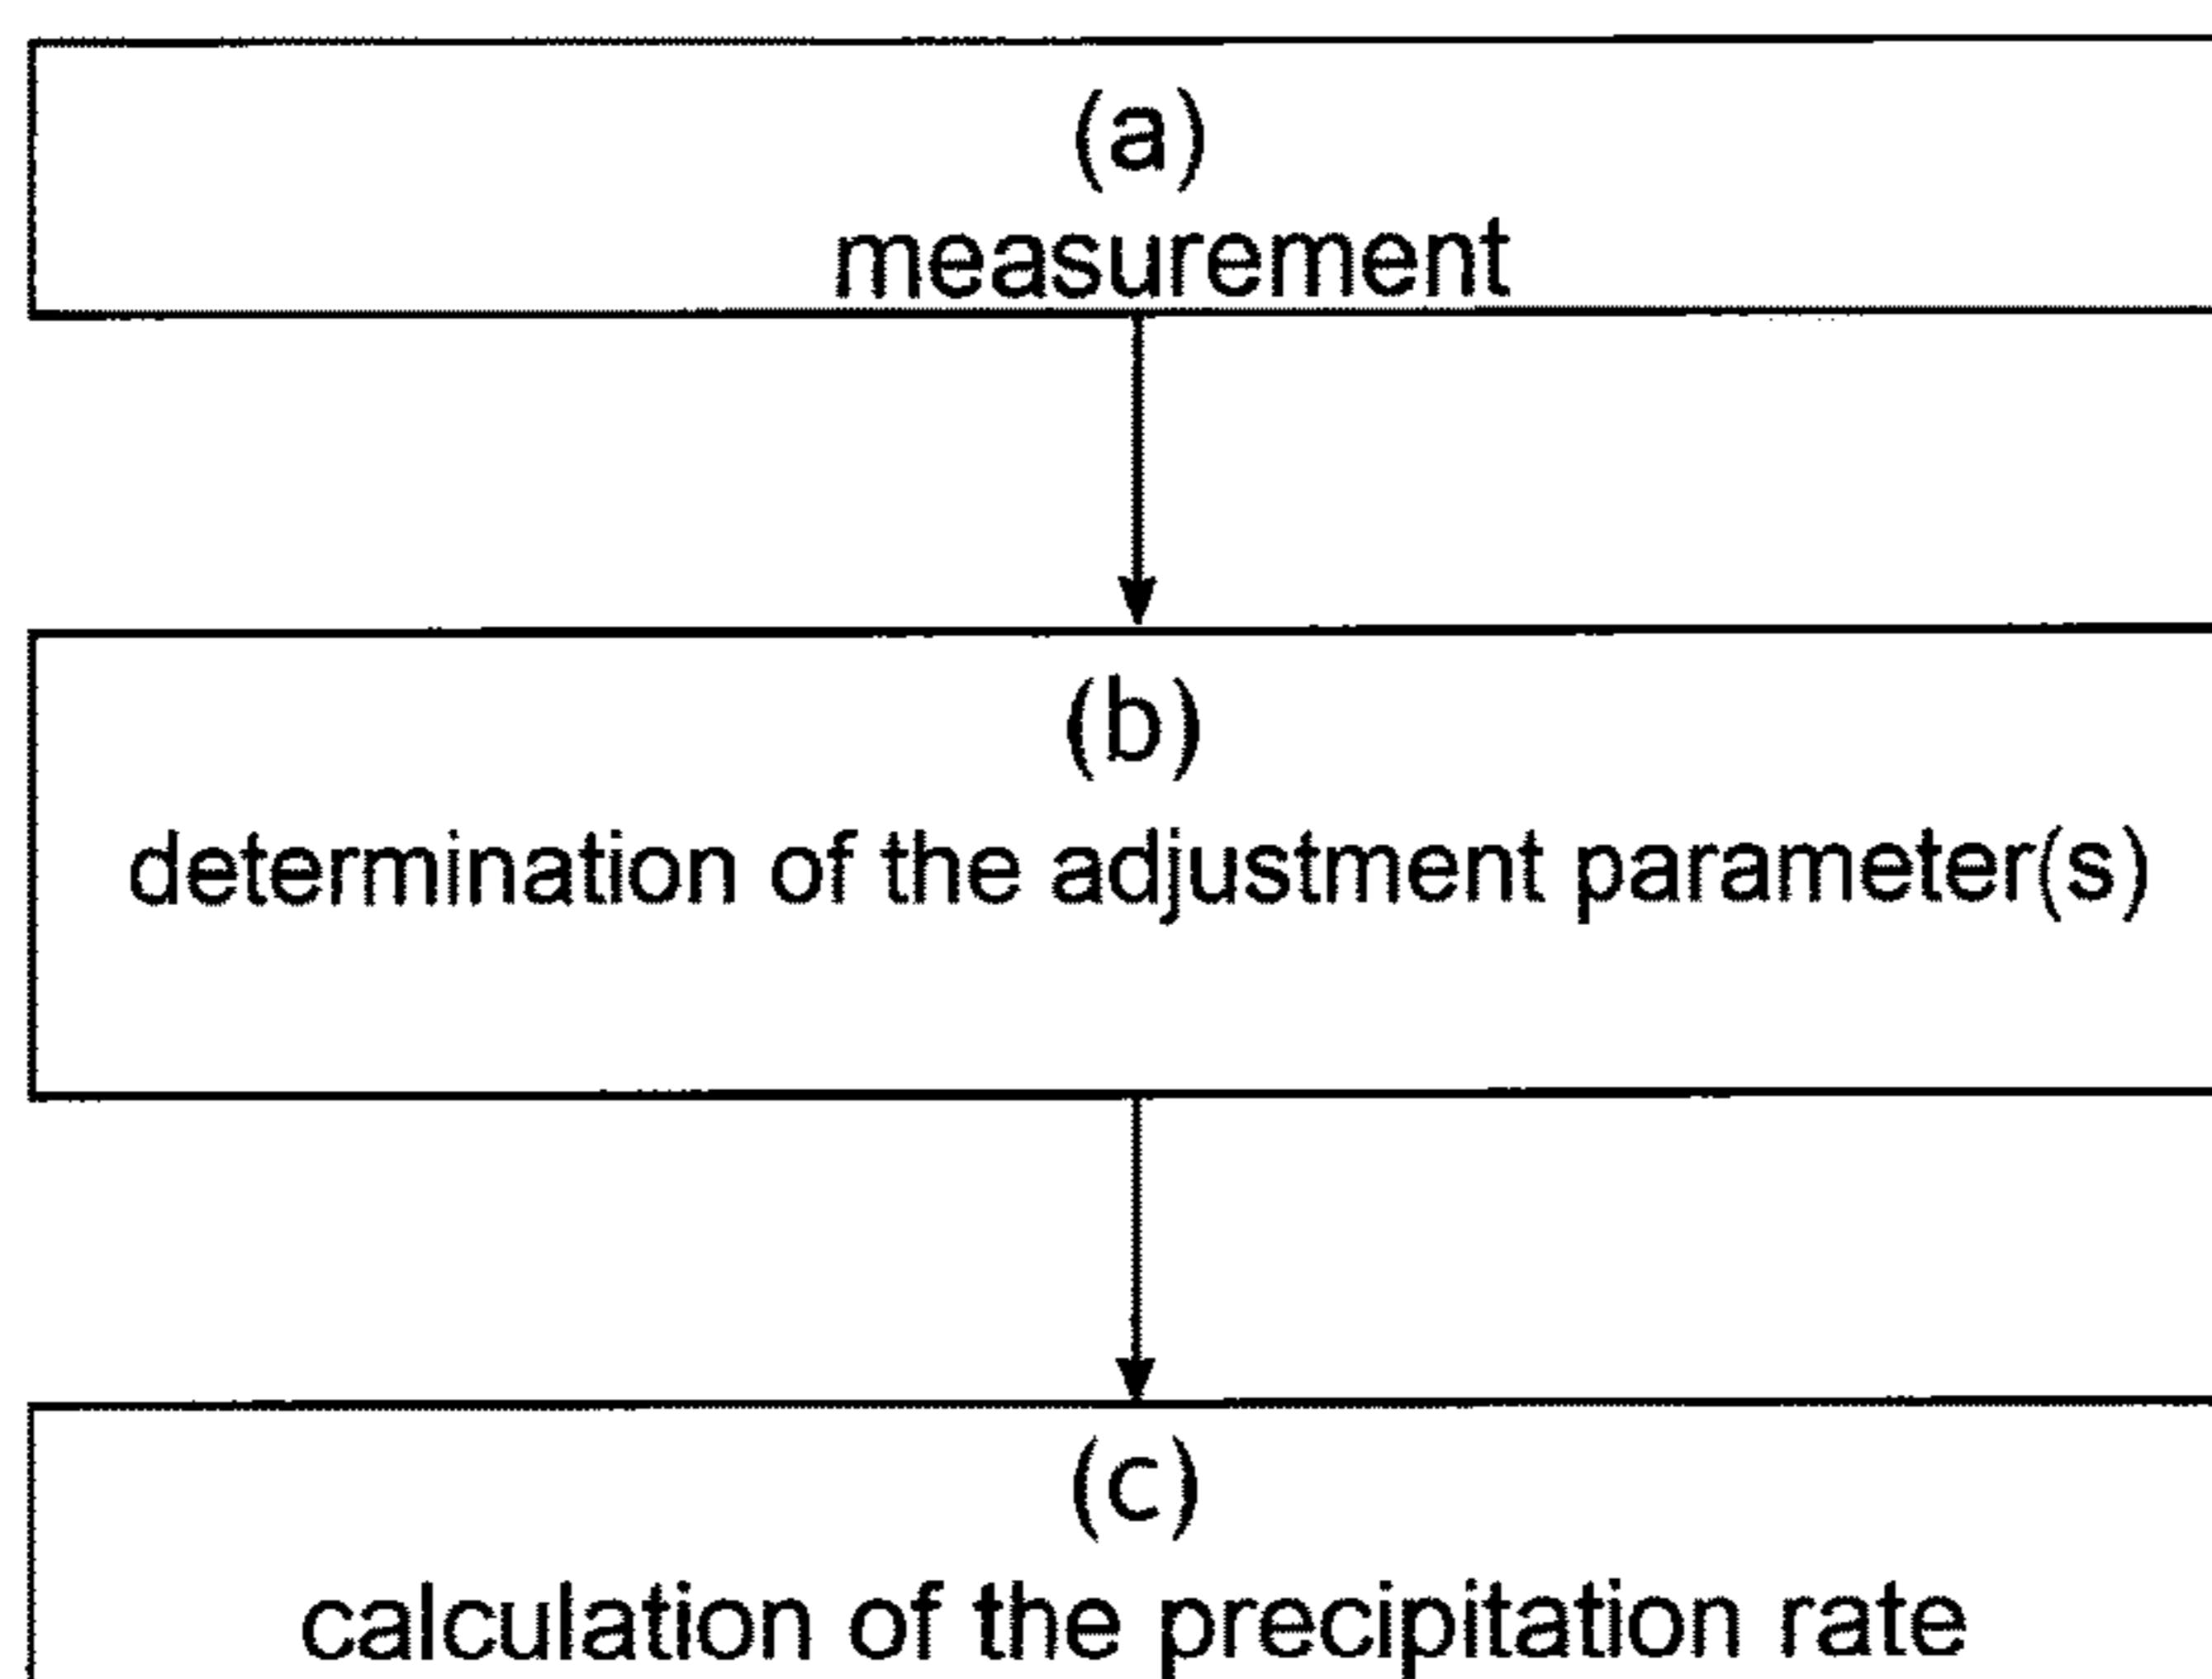 (a)
measurement
(b)
determination of the adjustment parameter(s)
(c)
calculation of the precipitation rate